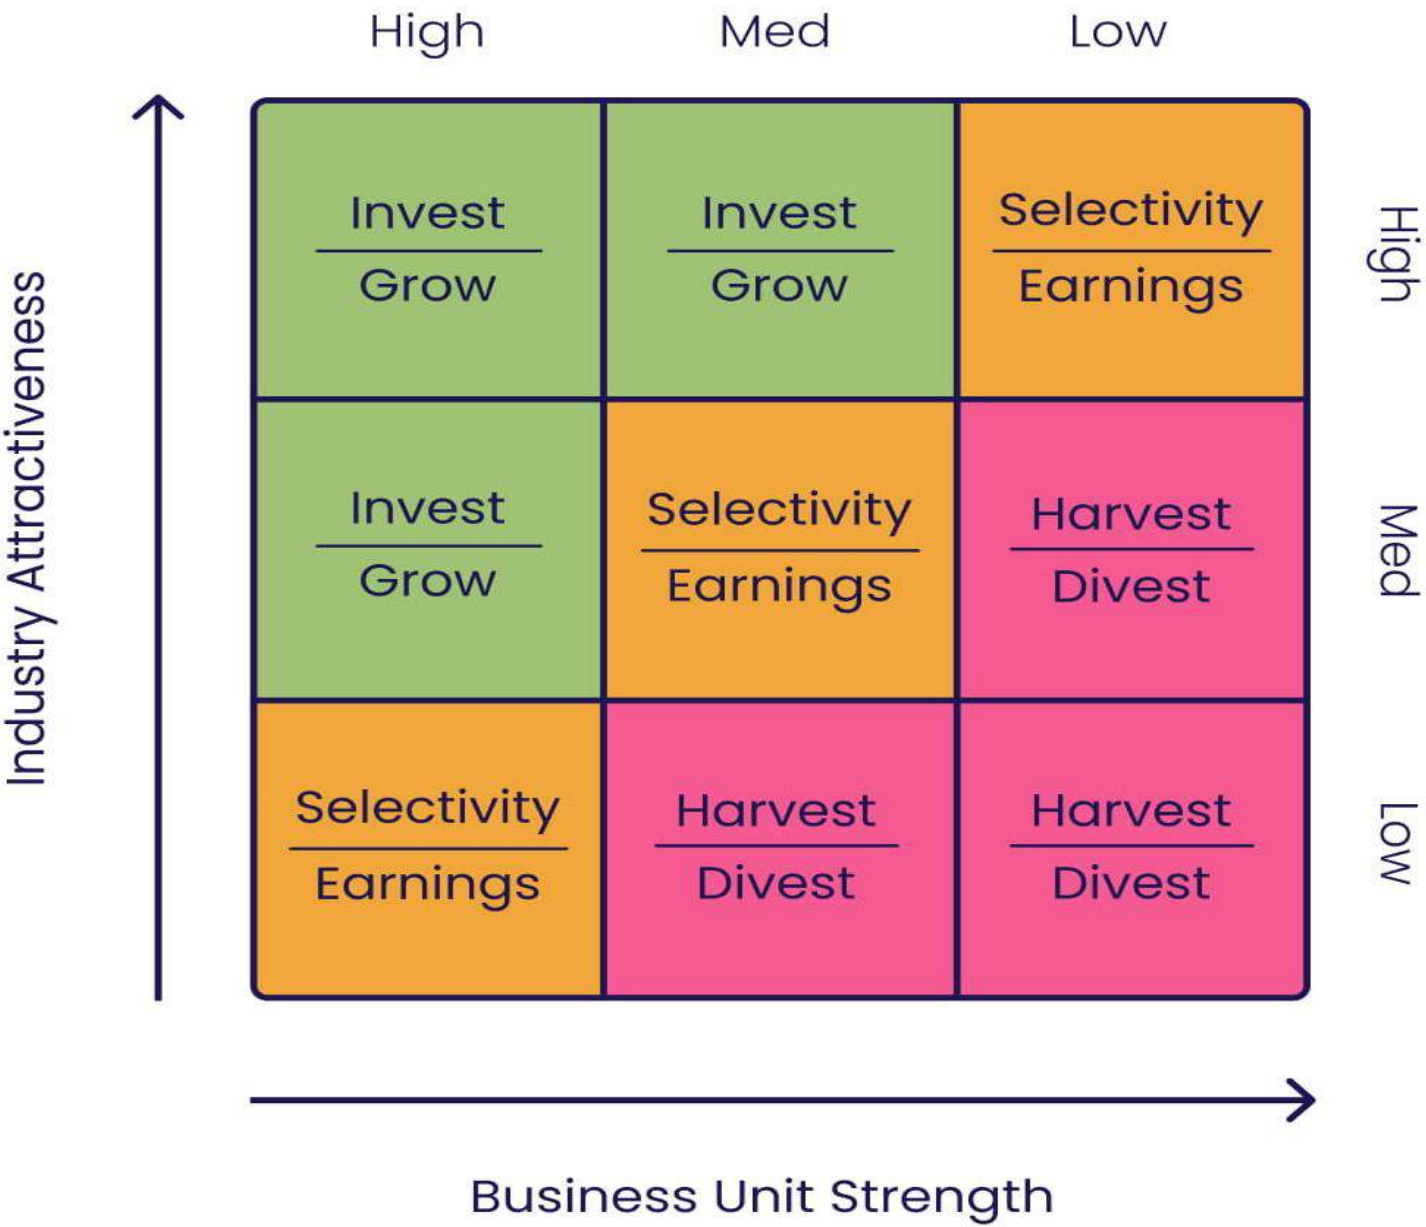 High Med Low
Industry Attractiveness
Invest
Grow
Invest
Grow
Selectivity
Earnings
High
Invest
Grow
Selectivity
Earnings
Harvest
Divest
Med
Selectivity
Earnings
Harvest
Divest
Harvest
Divest
Low
Business Unit Strength